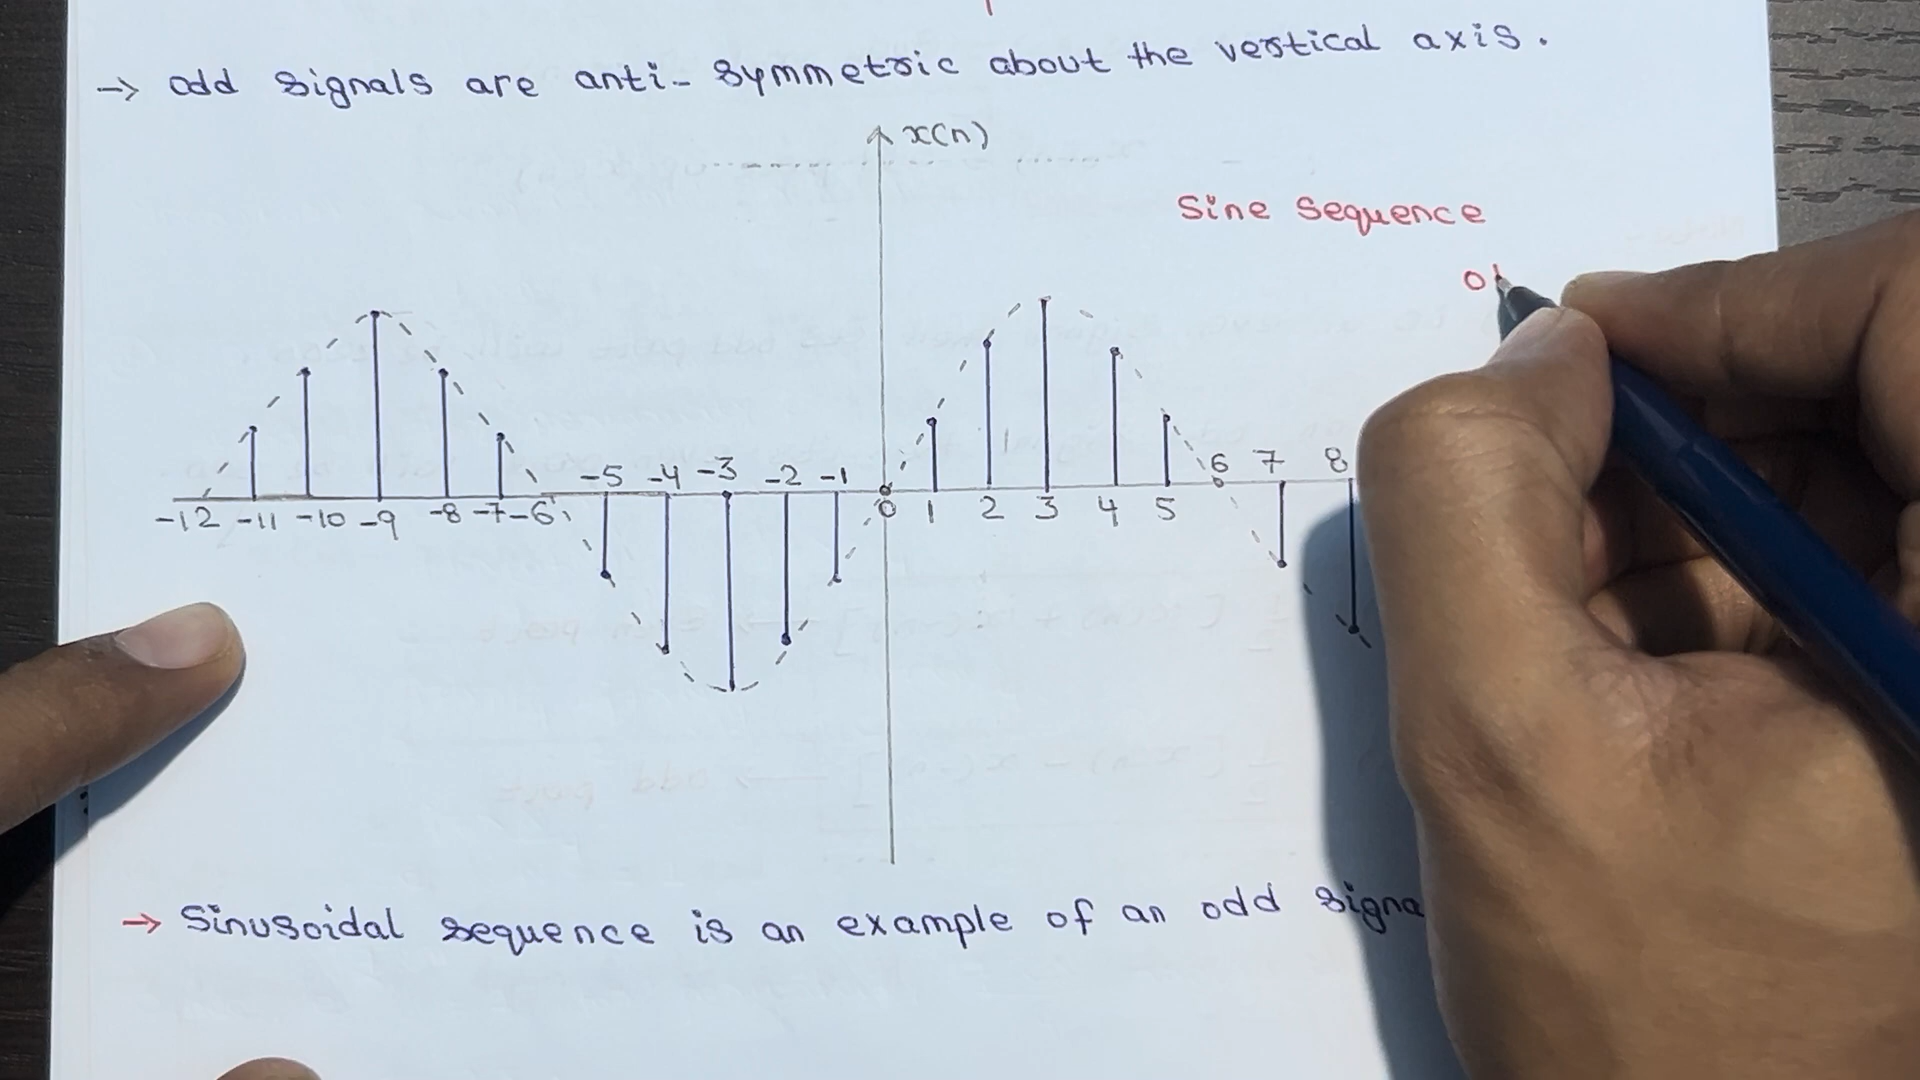 → odd signals are anti-symmetric about the vertical axis.
x(n)
Sine Sequence
-5 -4 -3 -2 -1 6 7 8
-12 -11 -10 -9 -8 -7 -6 0 1 2 3 4 5
→ Sinusoidal sequence is an example of an odd